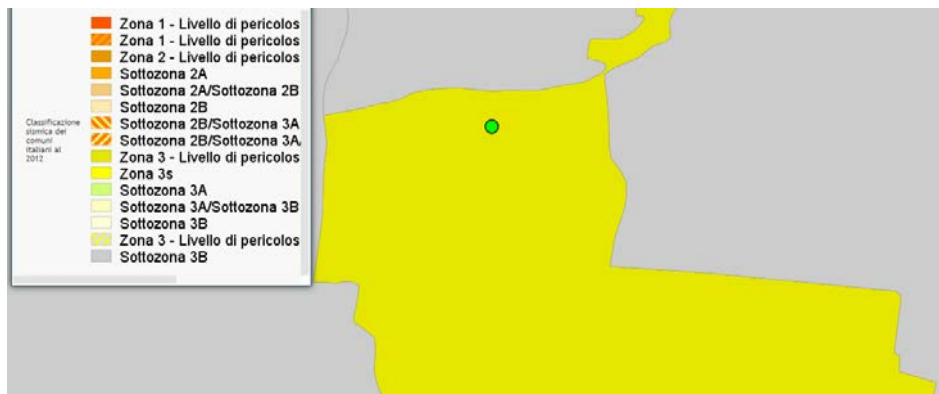 Zona 1 - Livello di pericolos
Zona 1 - Livello di pericolos
Zona 2 - Livello di pericolos
Sottozona 2A
Sottozona 2A/Sottozona 2B
Sottozona 2B
Sottozona 2B/Sottozona 3A
Sottozona 2B/Sottozona 3A/
Zona 3 - Livello di pericolos
Zona 3s
Sottozona 3A
Sottozona 3A/Sottozona 3B
Sottozona 3B
Zona 3 - Livello di pericolos
Sottozona 3B
Classificazione
sismica dei
comuni
italiani al
2012